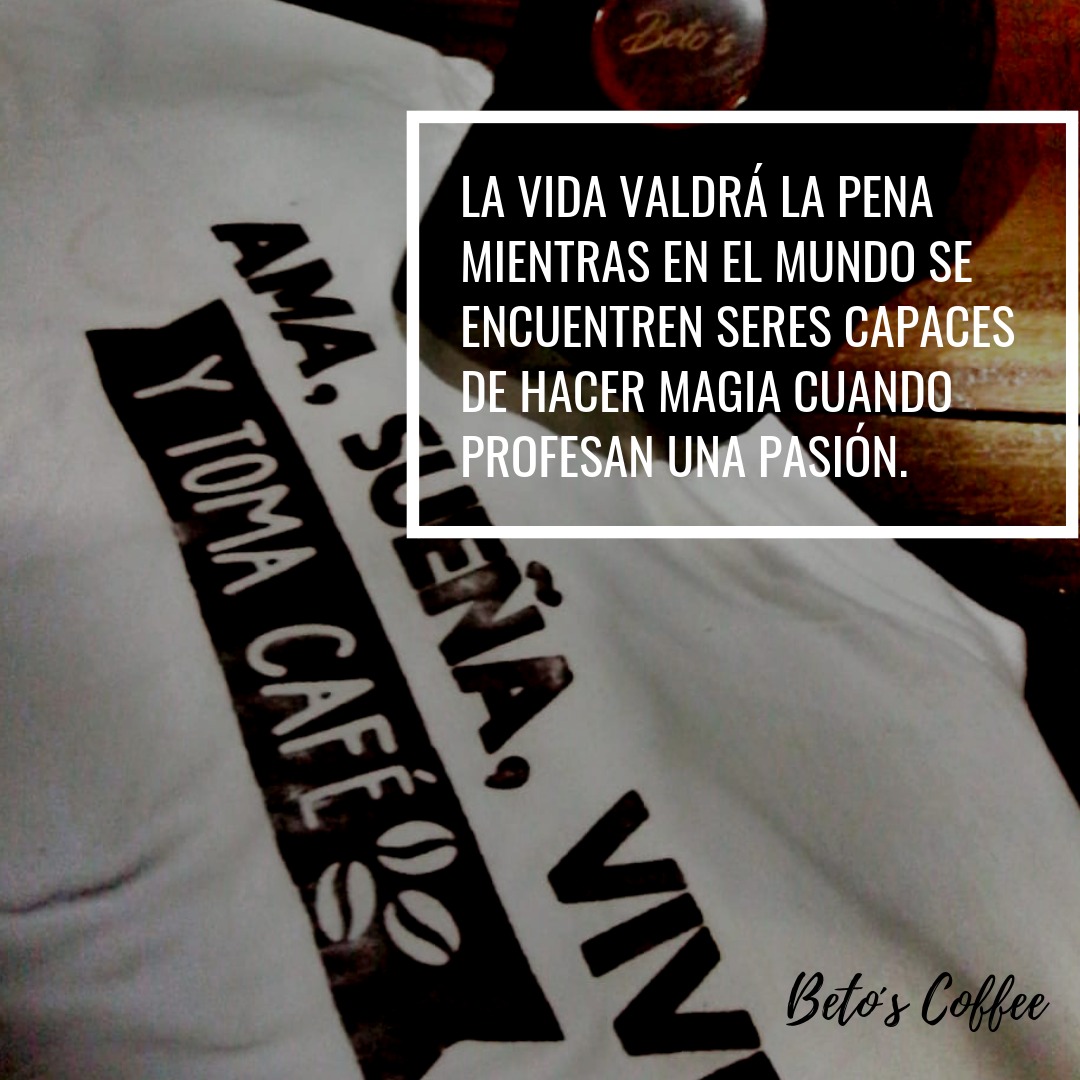 Beto's
LA VIDA VALDRÁ LA PENA
MIENTRAS EN EL MUNDO SE
ENCUENTREN SERES CAPACES
DE HACER MAGIA CUANDO
PROFESAN UNA PASIÓN.
AMA, SUEÑA, VIV
Y TOMA CAFÉ
Beto's Coffee